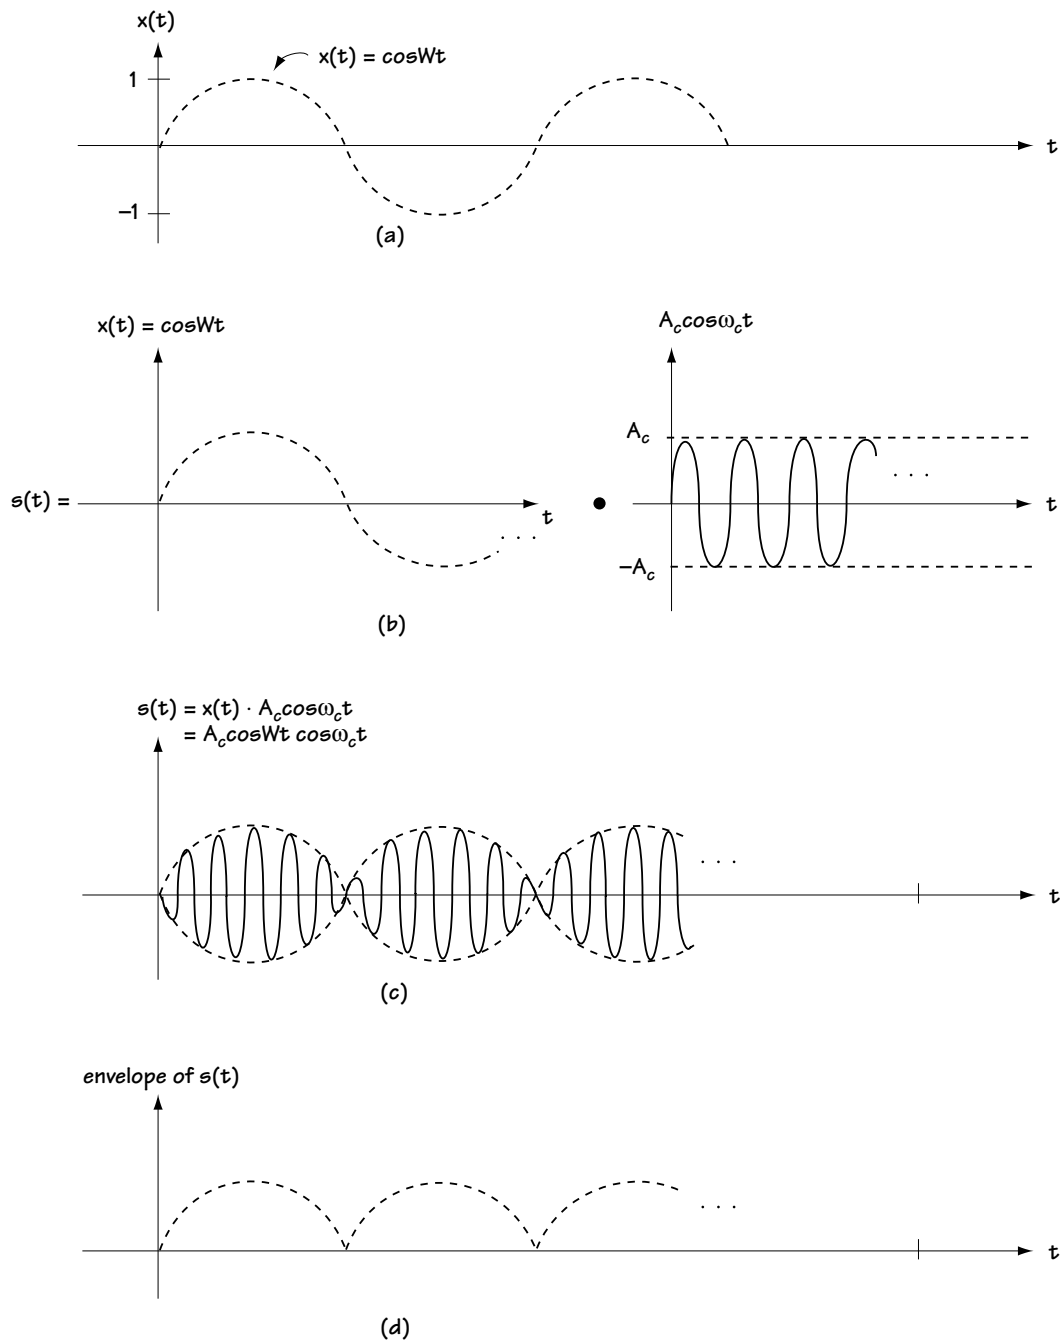 x(t)
x(t) = cosWt
1
t
–1
(a)
x(t) = cosWt
A_c cosω_c t
A_c
. . .
s(t) =
t
t
. . .
–A_c
(b)
s(t) = x(t) · A_c cosω_c t
= A_c cosWt cosω_c t
. . .
t
(c)
envelope of s(t)
. . .
t
(d)